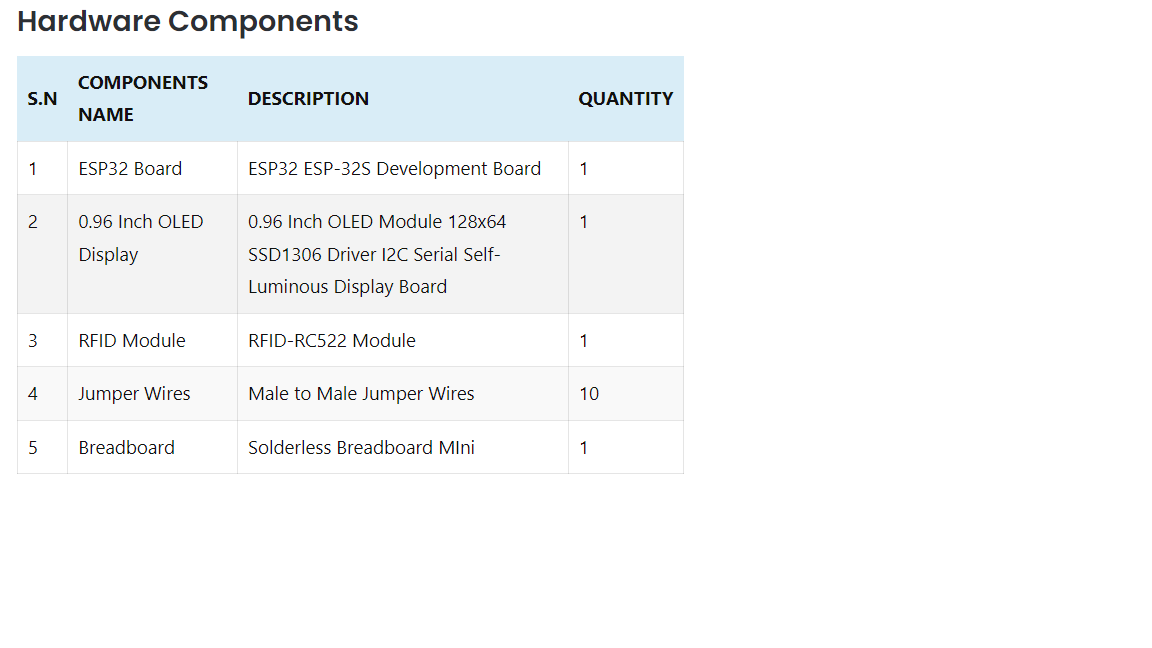 Hardware Components
S.N COMPONENTS NAME DESCRIPTION QUANTITY
1 ESP32 Board ESP32 ESP-32S Development Board 1
2 0.96 Inch OLED Display 0.96 Inch OLED Module 128x64 SSD1306 Driver I2C Serial Self-Luminous Display Board 1
3 RFID Module RFID-RC522 Module 1
4 Jumper Wires Male to Male Jumper Wires 10
5 Breadboard Solderless Breadboard MIni 1